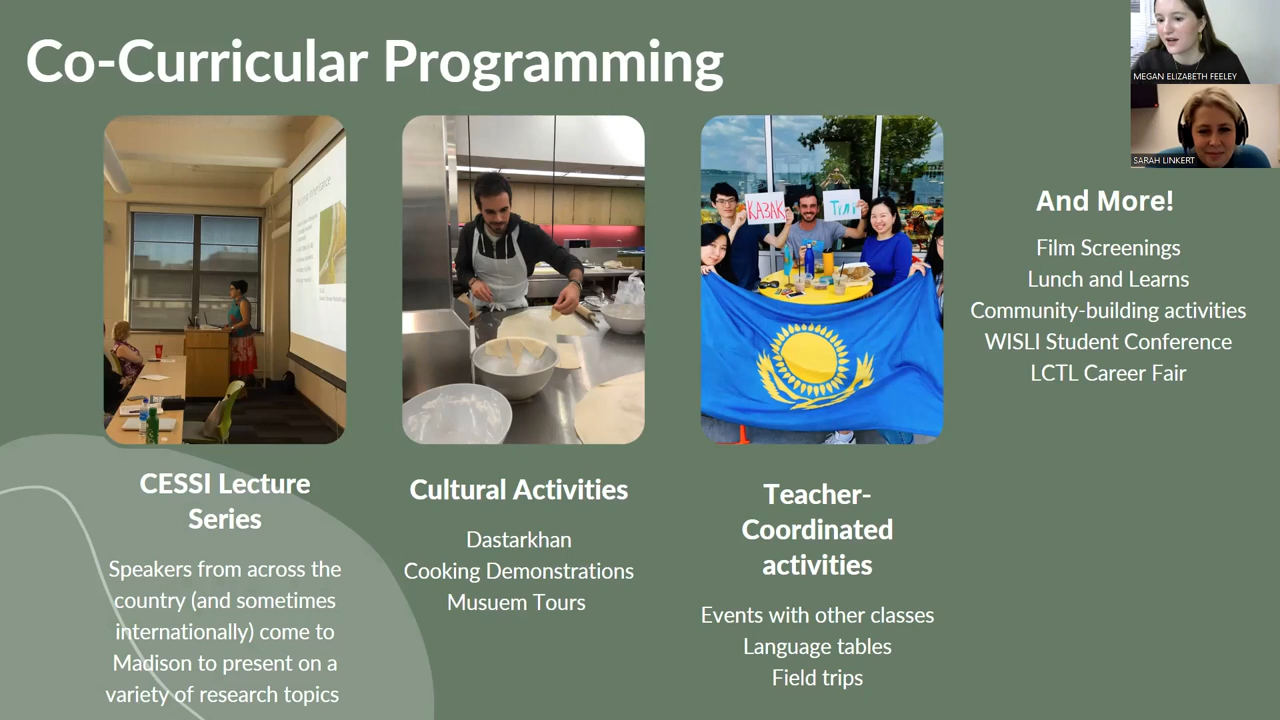 Co-Curricular Programming
MEGAN ELIZABETH FEELEY
SARAH LINKERT
КАЗАК
Тілі
CESSI Lecture
Series
Speakers from across the
country (and sometimes
internationally) come to
Madison to present on a
variety of research topics
Cultural Activities
Dastarkhan
Cooking Demonstrations
Musuem Tours
Teacher-
Coordinated
activities
Events with other classes
Language tables
Field trips
And More!
Film Screenings
Lunch and Learns
Community-building activities
WISLI Student Conference
LCTL Career Fair